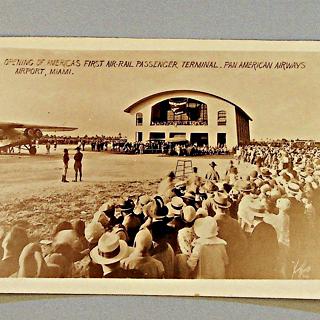 OPENING OF AMERICAS FIRST AIR-RAIL PASSENGER TERMINAL. PAN AMERICAN AIRWAYS
AIRPORT, MIAMI.